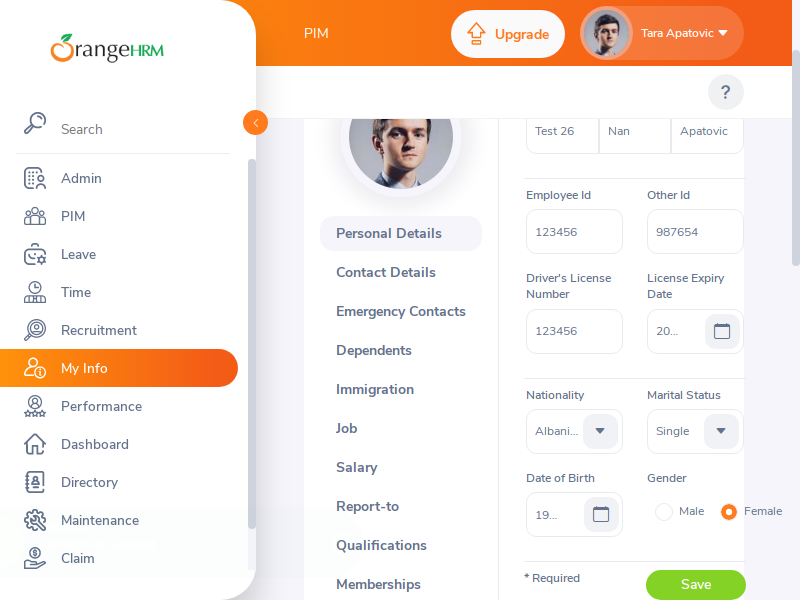 OrangeHRM
PIM
Upgrade
Tara Apatovic
?
Search
Admin
PIM
Leave
Time
Recruitment
My Info
Performance
Dashboard
Directory
Maintenance
Claim
Personal Details
Contact Details
Emergency Contacts
Dependents
Immigration
Job
Salary
Report-to
Qualifications
Memberships
Test 26
Nan
Apatovic
Employee Id
Other Id
123456
987654
Driver's License
Number
License Expiry
Date
123456
20...
Nationality
Marital Status
Albani...
Single
Date of Birth
Gender
19...
Male
Female
* Required
Save